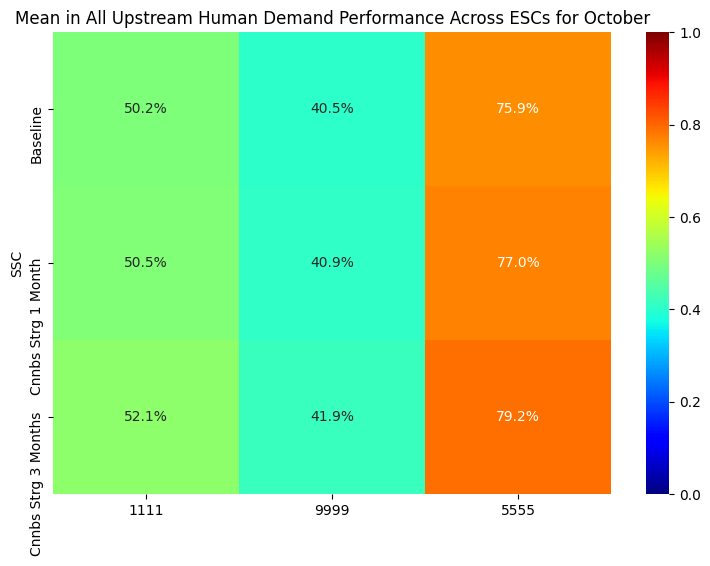 Mean in All Upstream Human Demand Performance Across ESCs for October
SSC
Baseline
50.2% 40.5% 75.9%
Cnnbs Strg 1 Month
50.5% 40.9% 77.0%
Cnnbs Strg 3 Months
52.1% 41.9% 79.2%
1111 9999 5555
1.0
0.8
0.6
0.4
0.2
0.0